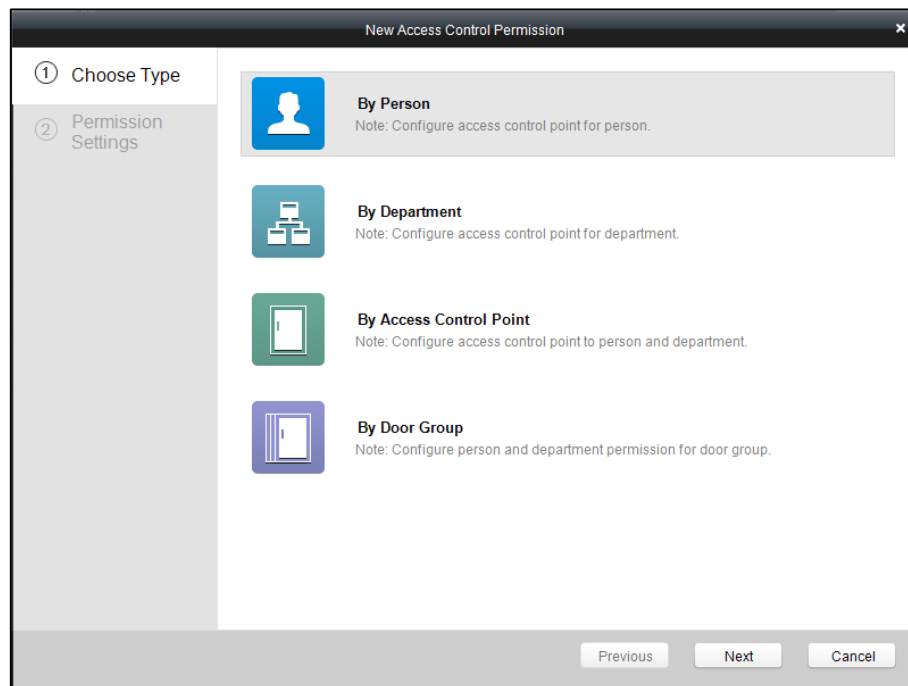 New Access Control Permission
×
1 Choose Type
2 Permission
Settings
By Person
Note: Configure access control point for person.
By Department
Note: Configure access control point for department.
By Access Control Point
Note: Configure access control point to person and department.
By Door Group
Note: Configure person and department permission for door group.
Previous
Next
Cancel